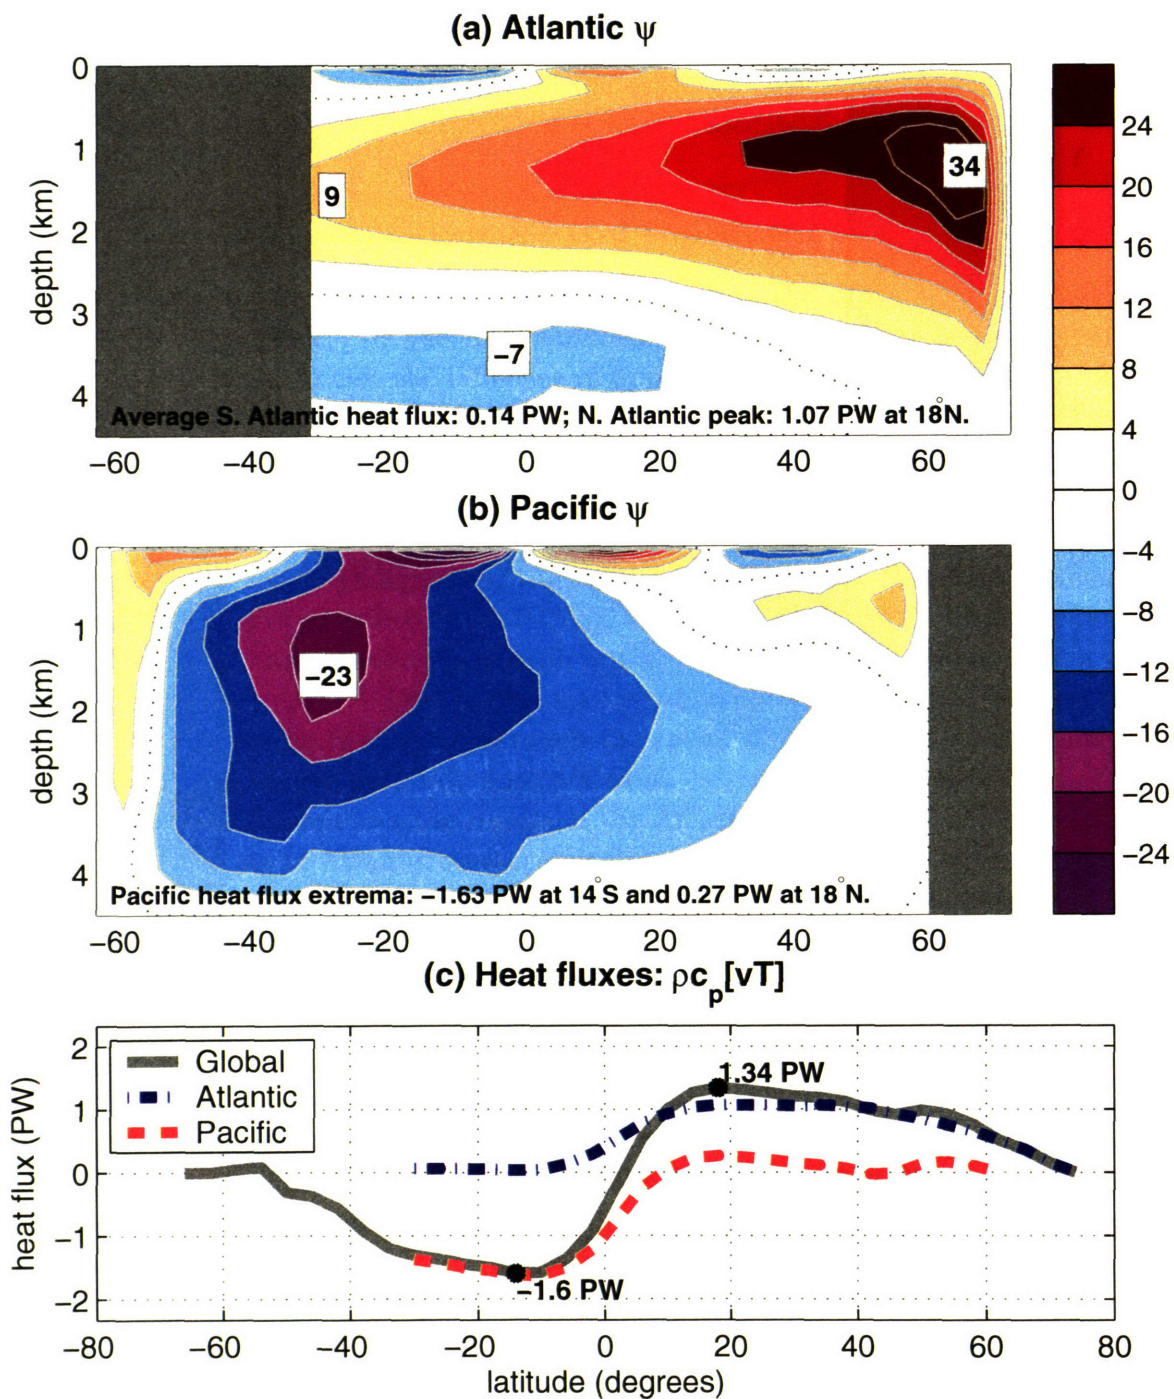 (a) Atlantic ψ
0
1
2
3
4
depth (km)
9
34
−7
Average S. Atlantic heat flux: 0.14 PW; N. Atlantic peak: 1.07 PW at 18°N.
−60 −40 −20 0 20 40 60
24
20
16
12
8
4
0
−4
−8
−12
−16
−20
−24
(b) Pacific ψ
0
1
2
3
4
depth (km)
−23
Pacific heat flux extrema: −1.63 PW at 14°S and 0.27 PW at 18°N.
−60 −40 −20 0 20 40 60
(c) Heat fluxes: ρc_p[vT]
2
1
0
−1
−2
heat flux (PW)
Global
Atlantic
Pacific
1.34 PW
−1.6 PW
−80 −60 −40 −20 0 20 40 60 80
latitude (degrees)